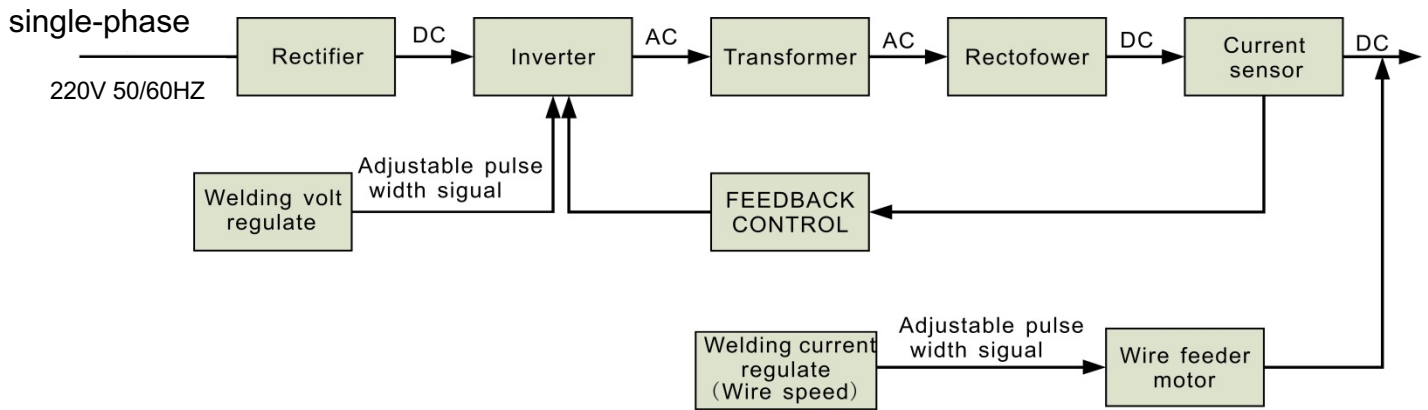 single-phase
220V 50/60HZ
Rectifier
DC
Inverter
AC
Transformer
AC
Rectofower
DC
Current
sensor
DC
Welding volt
regulate
Adjustable pulse
width sigual
FEEDBACK
CONTROL
Welding current
regulate
（Wire speed）
Adjustable pulse
width sigual
Wire feeder
motor